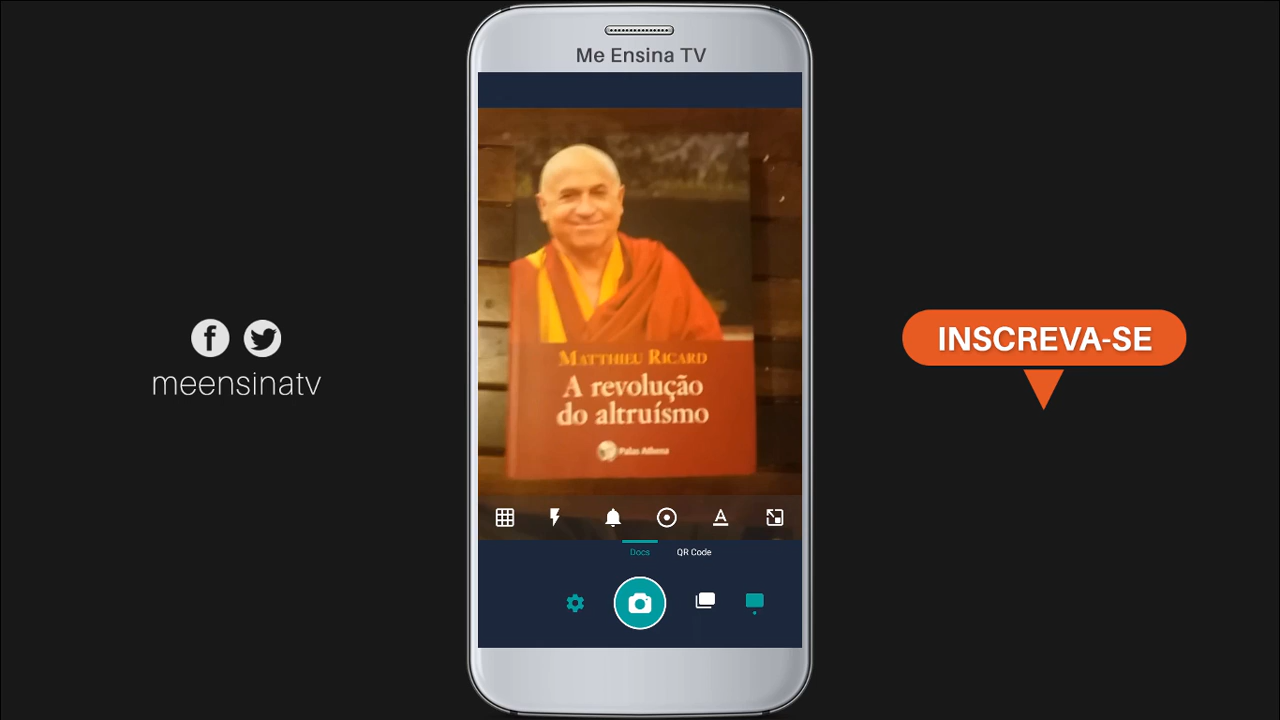 Me Ensina TV
MATTHIEU RICARD
A revolução
do altruísmo
Palas Athena
f
meensinatv
INSCREVA-SE
A
Docs
QR Code